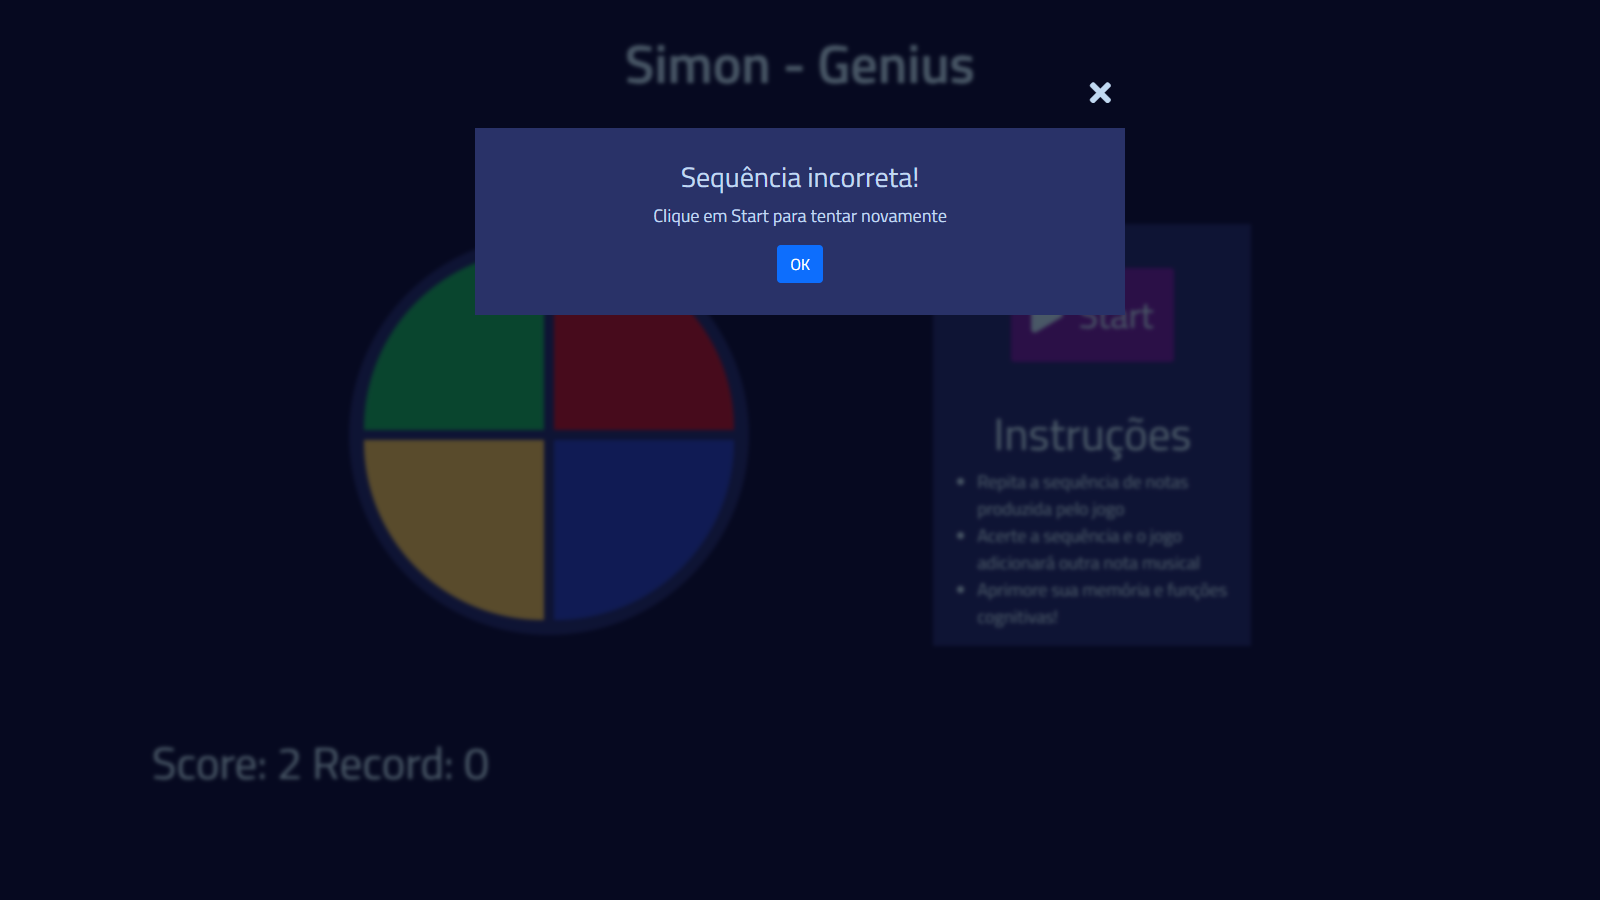 Simon - Genius
Sequência incorreta!
Clique em Start para tentar novamente
OK
Start
Instruções
Repita a sequência de notas
produzida pelo jogo
Acerte a sequência e o jogo
adicionará outra nota musical
Aprimore sua memória e funções
cognitivas!
Score: 2 Record: 0